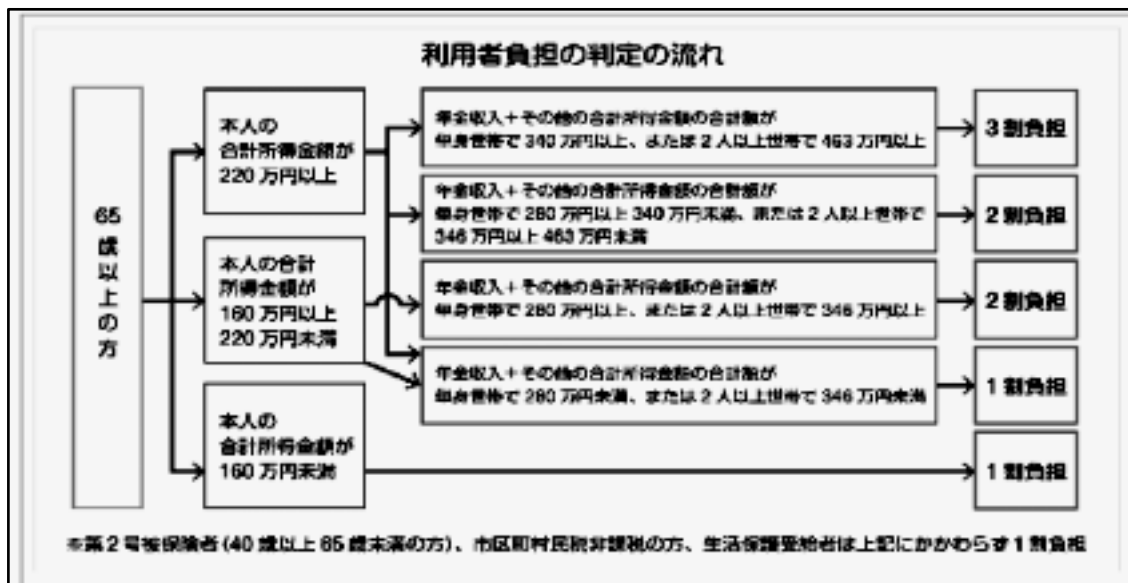 利用者負担の判定の流れ
65歳以上の方
本人の
合計所得金額が
220万円以上
年金収入＋その他の合計所得金額の合計額が
単身世帯で340万円以上、または2人以上世帯で463万円以上
3割負担
年金収入＋その他の合計所得金額の合計額が
単身世帯で280万円以上340万円未満、または2人以上世帯で
346万円以上463万円未満
2割負担
本人の合計
所得金額が
160万円以上
220万円未満
年金収入＋その他の合計所得金額の合計額が
単身世帯で280万円以上、または2人以上世帯で346万円以上
2割負担
年金収入＋その他の合計所得金額の合計額が
単身世帯で280万円未満、または2人以上世帯で346万円未満
1割負担
本人の
合計所得金額が
160万円未満
1割負担
※第2号被保険者(40歳以上65歳未満の方)、市区町村民税非課税の方、生活保護受給者は上記にかかわらず1割負担